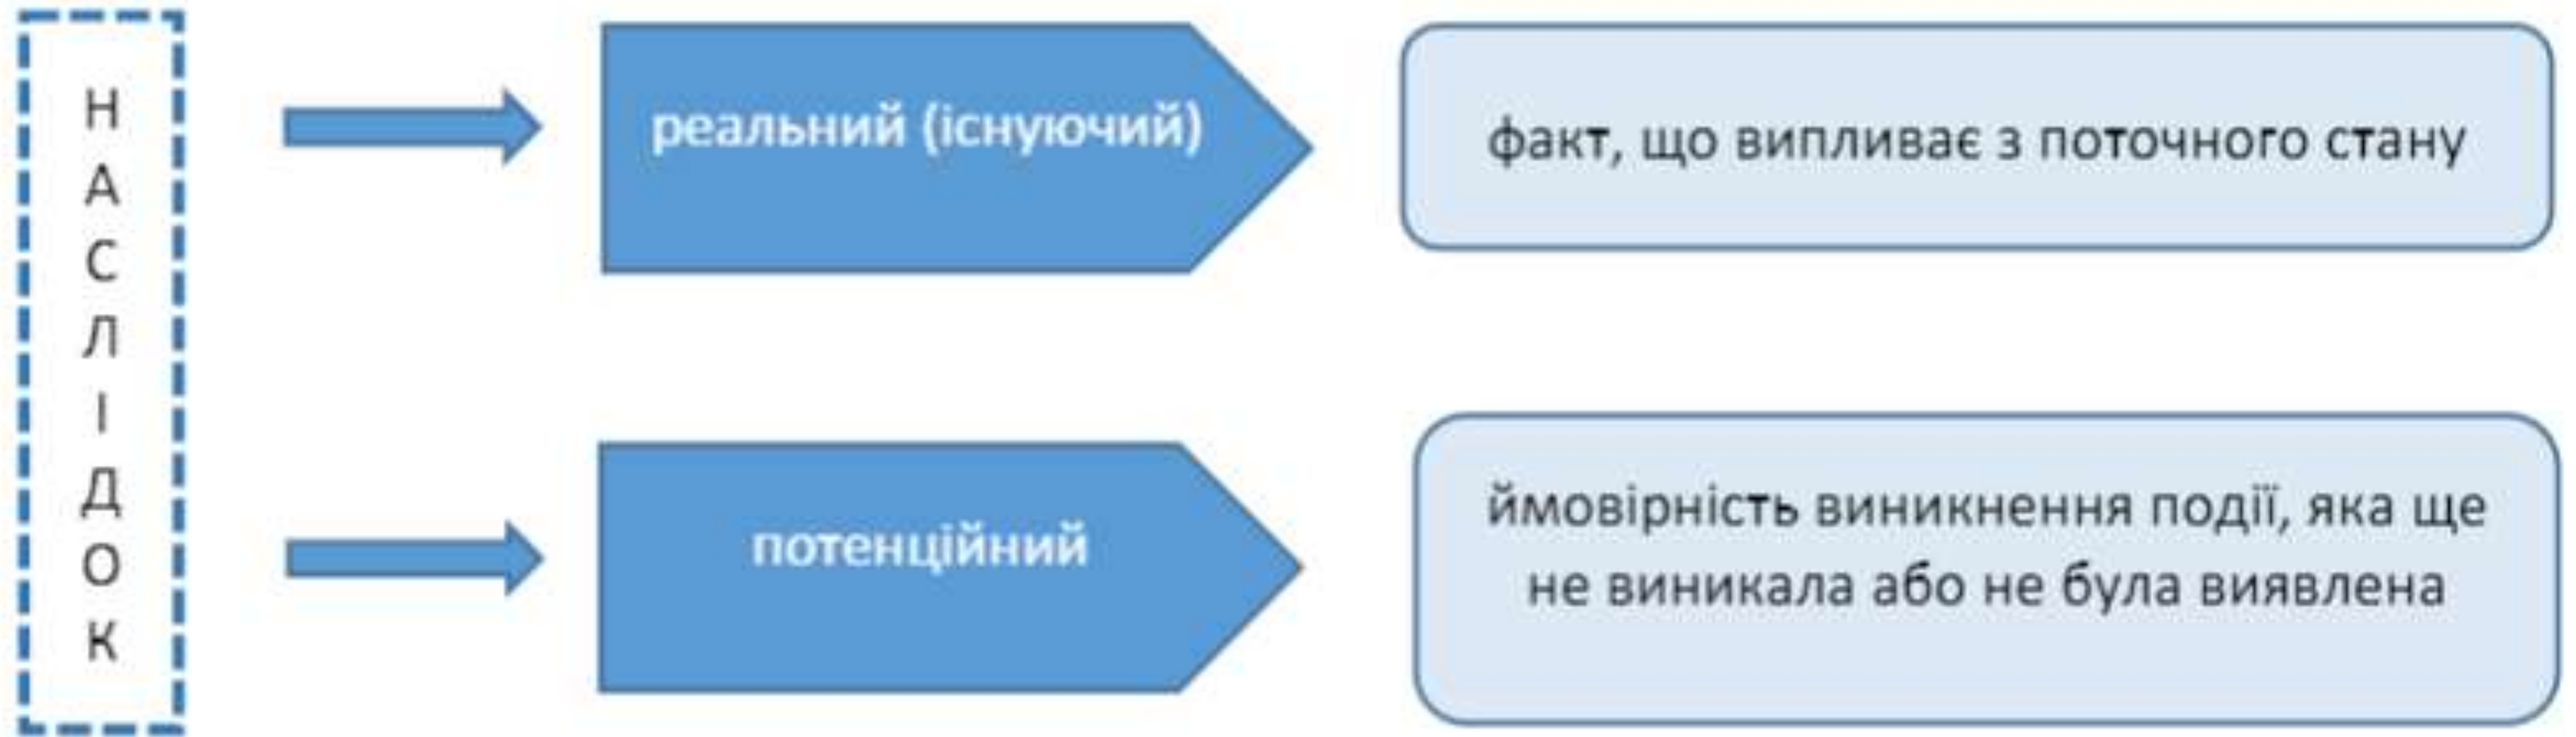 НАСЛІДОК
реальний (існуючий)
факт, що випливає з поточного стану
потенційний
ймовірність виникнення події, яка ще
не виникала або не була виявлена